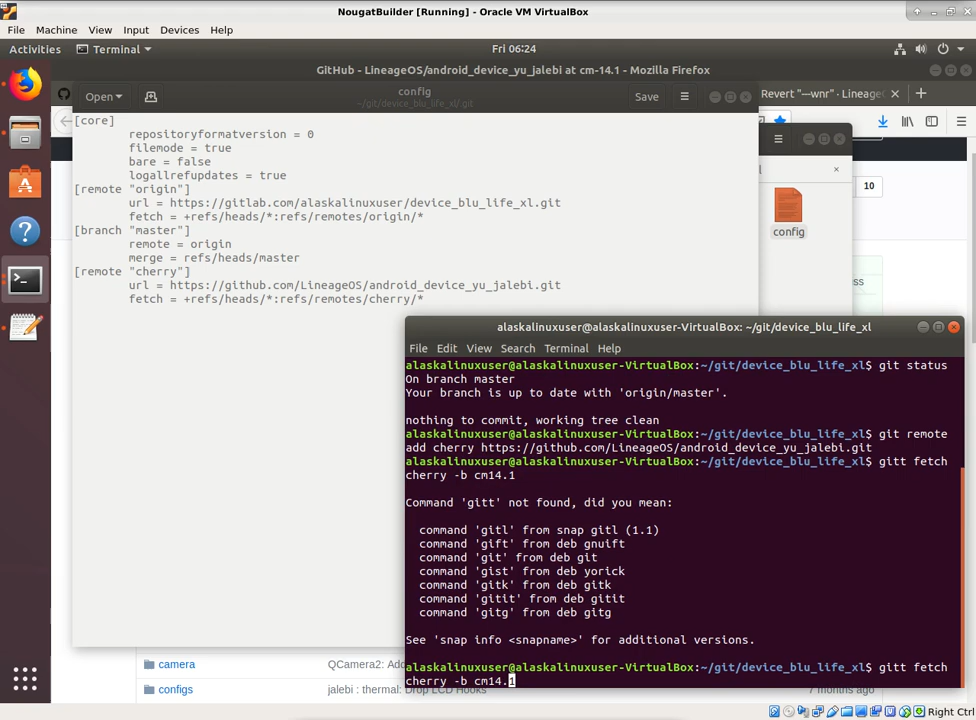 NougatBuilder [Running] - Oracle VM VirtualBox
File Machine View Input Devices Help
Activities Terminal Fri 06:24
GitHub - LineageOS/android_device_yu_jalebi at cm-14.1 - Mozilla Firefox
Open config Save
~/git/device_blu_life_xl/.git
Revert "---wnr" · Lineage
[core]
repositoryformatversion = 0
filemode = true
bare = false
logallrefupdates = true
[remote "origin"]
url = https://gitlab.com/alaskalinuxuser/device_blu_life_xl.git
fetch = +refs/heads/*:refs/remotes/origin/*
[branch "master"]
remote = origin
merge = refs/heads/master
[remote "cherry"]
url = https://github.com/LineageOS/android_device_yu_jalebi.git
fetch = +refs/heads/*:refs/remotes/cherry/*
10
config
ss
alaskalinuxuser@alaskalinuxuser-VirtualBox: ~/git/device_blu_life_xl
File Edit View Search Terminal Help
alaskalinuxuser@alaskalinuxuser-VirtualBox:~/git/device_blu_life_xl$ git status
On branch master
Your branch is up to date with 'origin/master'.
nothing to commit, working tree clean
alaskalinuxuser@alaskalinuxuser-VirtualBox:~/git/device_blu_life_xl$ git remote
add cherry https://github.com/LineageOS/android_device_yu_jalebi.git
alaskalinuxuser@alaskalinuxuser-VirtualBox:~/git/device_blu_life_xl$ gitt fetch
cherry -b cm14.1
Command 'gitt' not found, did you mean:
command 'gitl' from snap gitl (1.1)
command 'gift' from deb gnuift
command 'git' from deb git
command 'gist' from deb yorick
command 'gitk' from deb gitk
command 'gitit' from deb gitit
command 'gitg' from deb gitg
See 'snap info <snapname>' for additional versions.
alaskalinuxuser@alaskalinuxuser-VirtualBox:~/git/device_blu_life_xl$ gitt fetch
cherry -b cm14.1
camera QCamera2: Ad
configs jalebi : thermal: Drop LCD Hooks 7 months ago
Right Ctrl